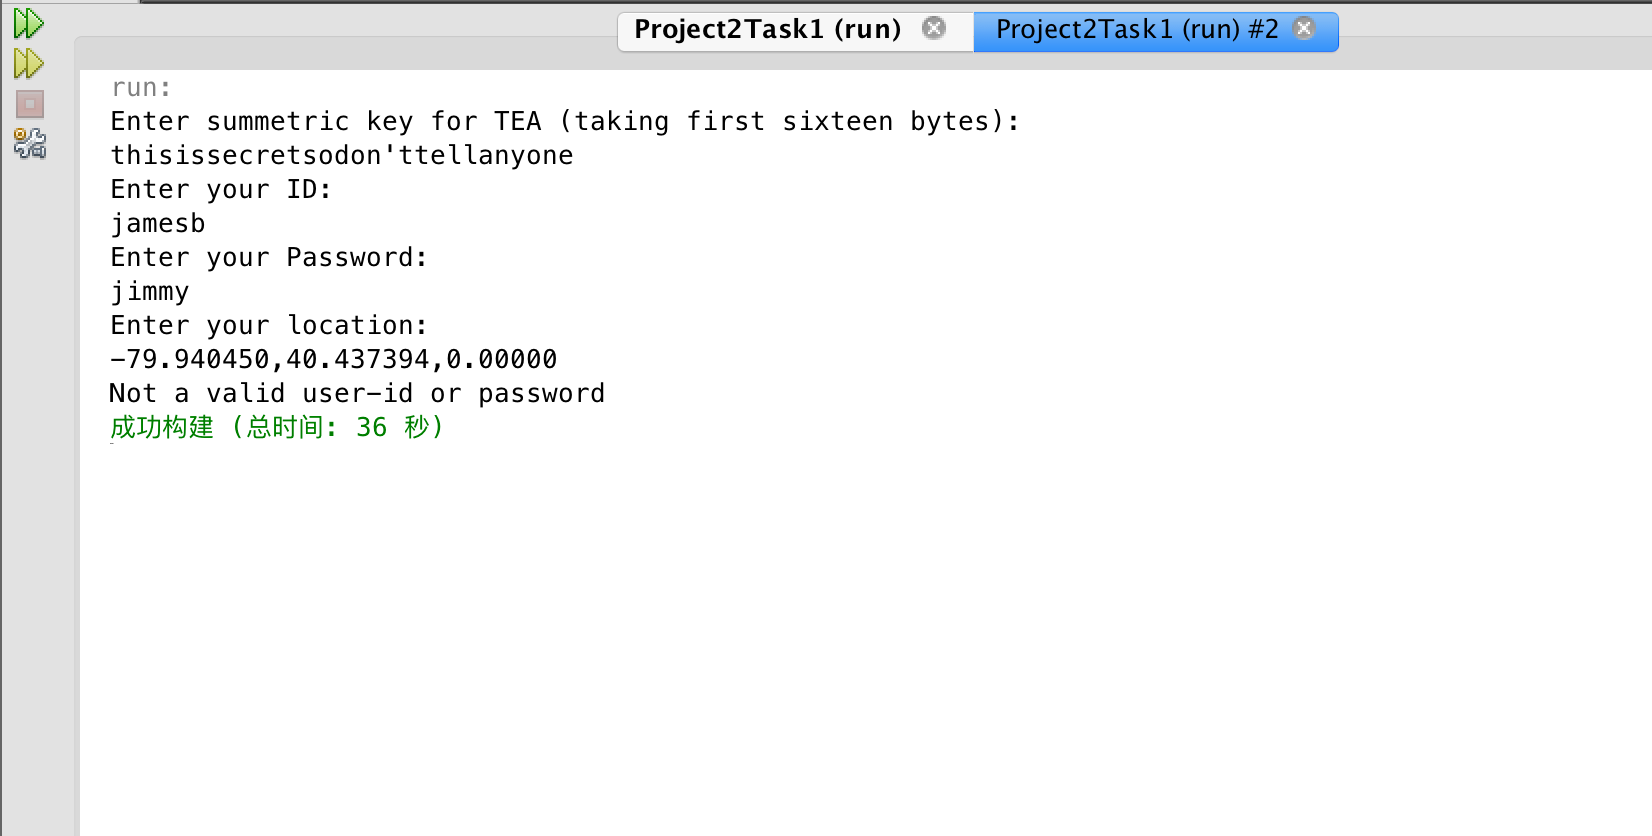 Project2Task1 (run)
Project2Task1 (run) #2
run:
Enter summetric key for TEA (taking first sixteen bytes):
thisissecretsodon'ttellanyone
Enter your ID:
jamesb
Enter your Password:
jimmy
Enter your location:
-79.940450,40.437394,0.00000
Not a valid user-id or password
成功构建 (总时间: 36 秒)